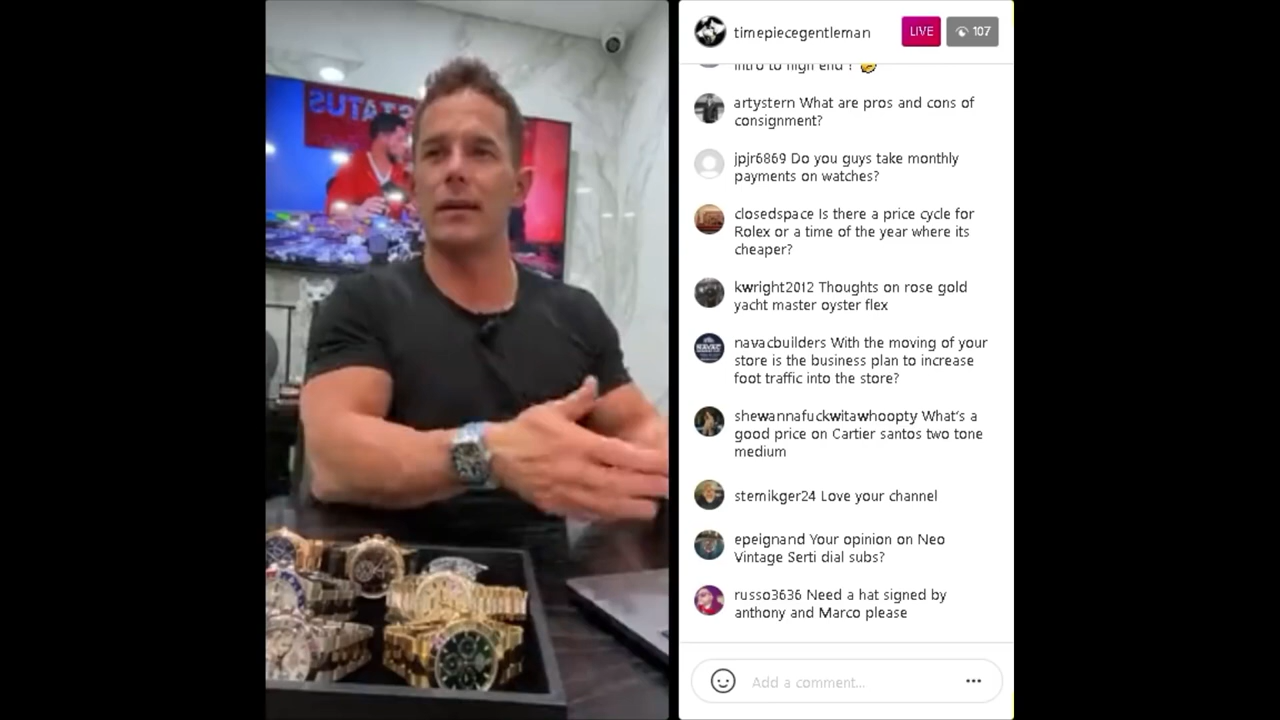 STATUS
timepiecegentleman
LIVE
107
intro to high end ?
artystern What are pros and cons of
consignment?
jpjr6869 Do you guys take monthly
payments on watches?
closedspace Is there a price cycle for
Rolex or a time of the year where its
cheaper?
kwright2012 Thoughts on rose gold
yacht master oyster flex
navacbuilders With the moving of your
store is the business plan to increase
foot traffic into the store?
shewannafuckwitawhoopty What's a
good price on Cartier santos two tone
medium
sternikger24 Love your channel
epeignand Your opinion on Neo
Vintage Serti dial subs?
russo3636 Need a hat signed by
anthony and Marco please
Add a comment...